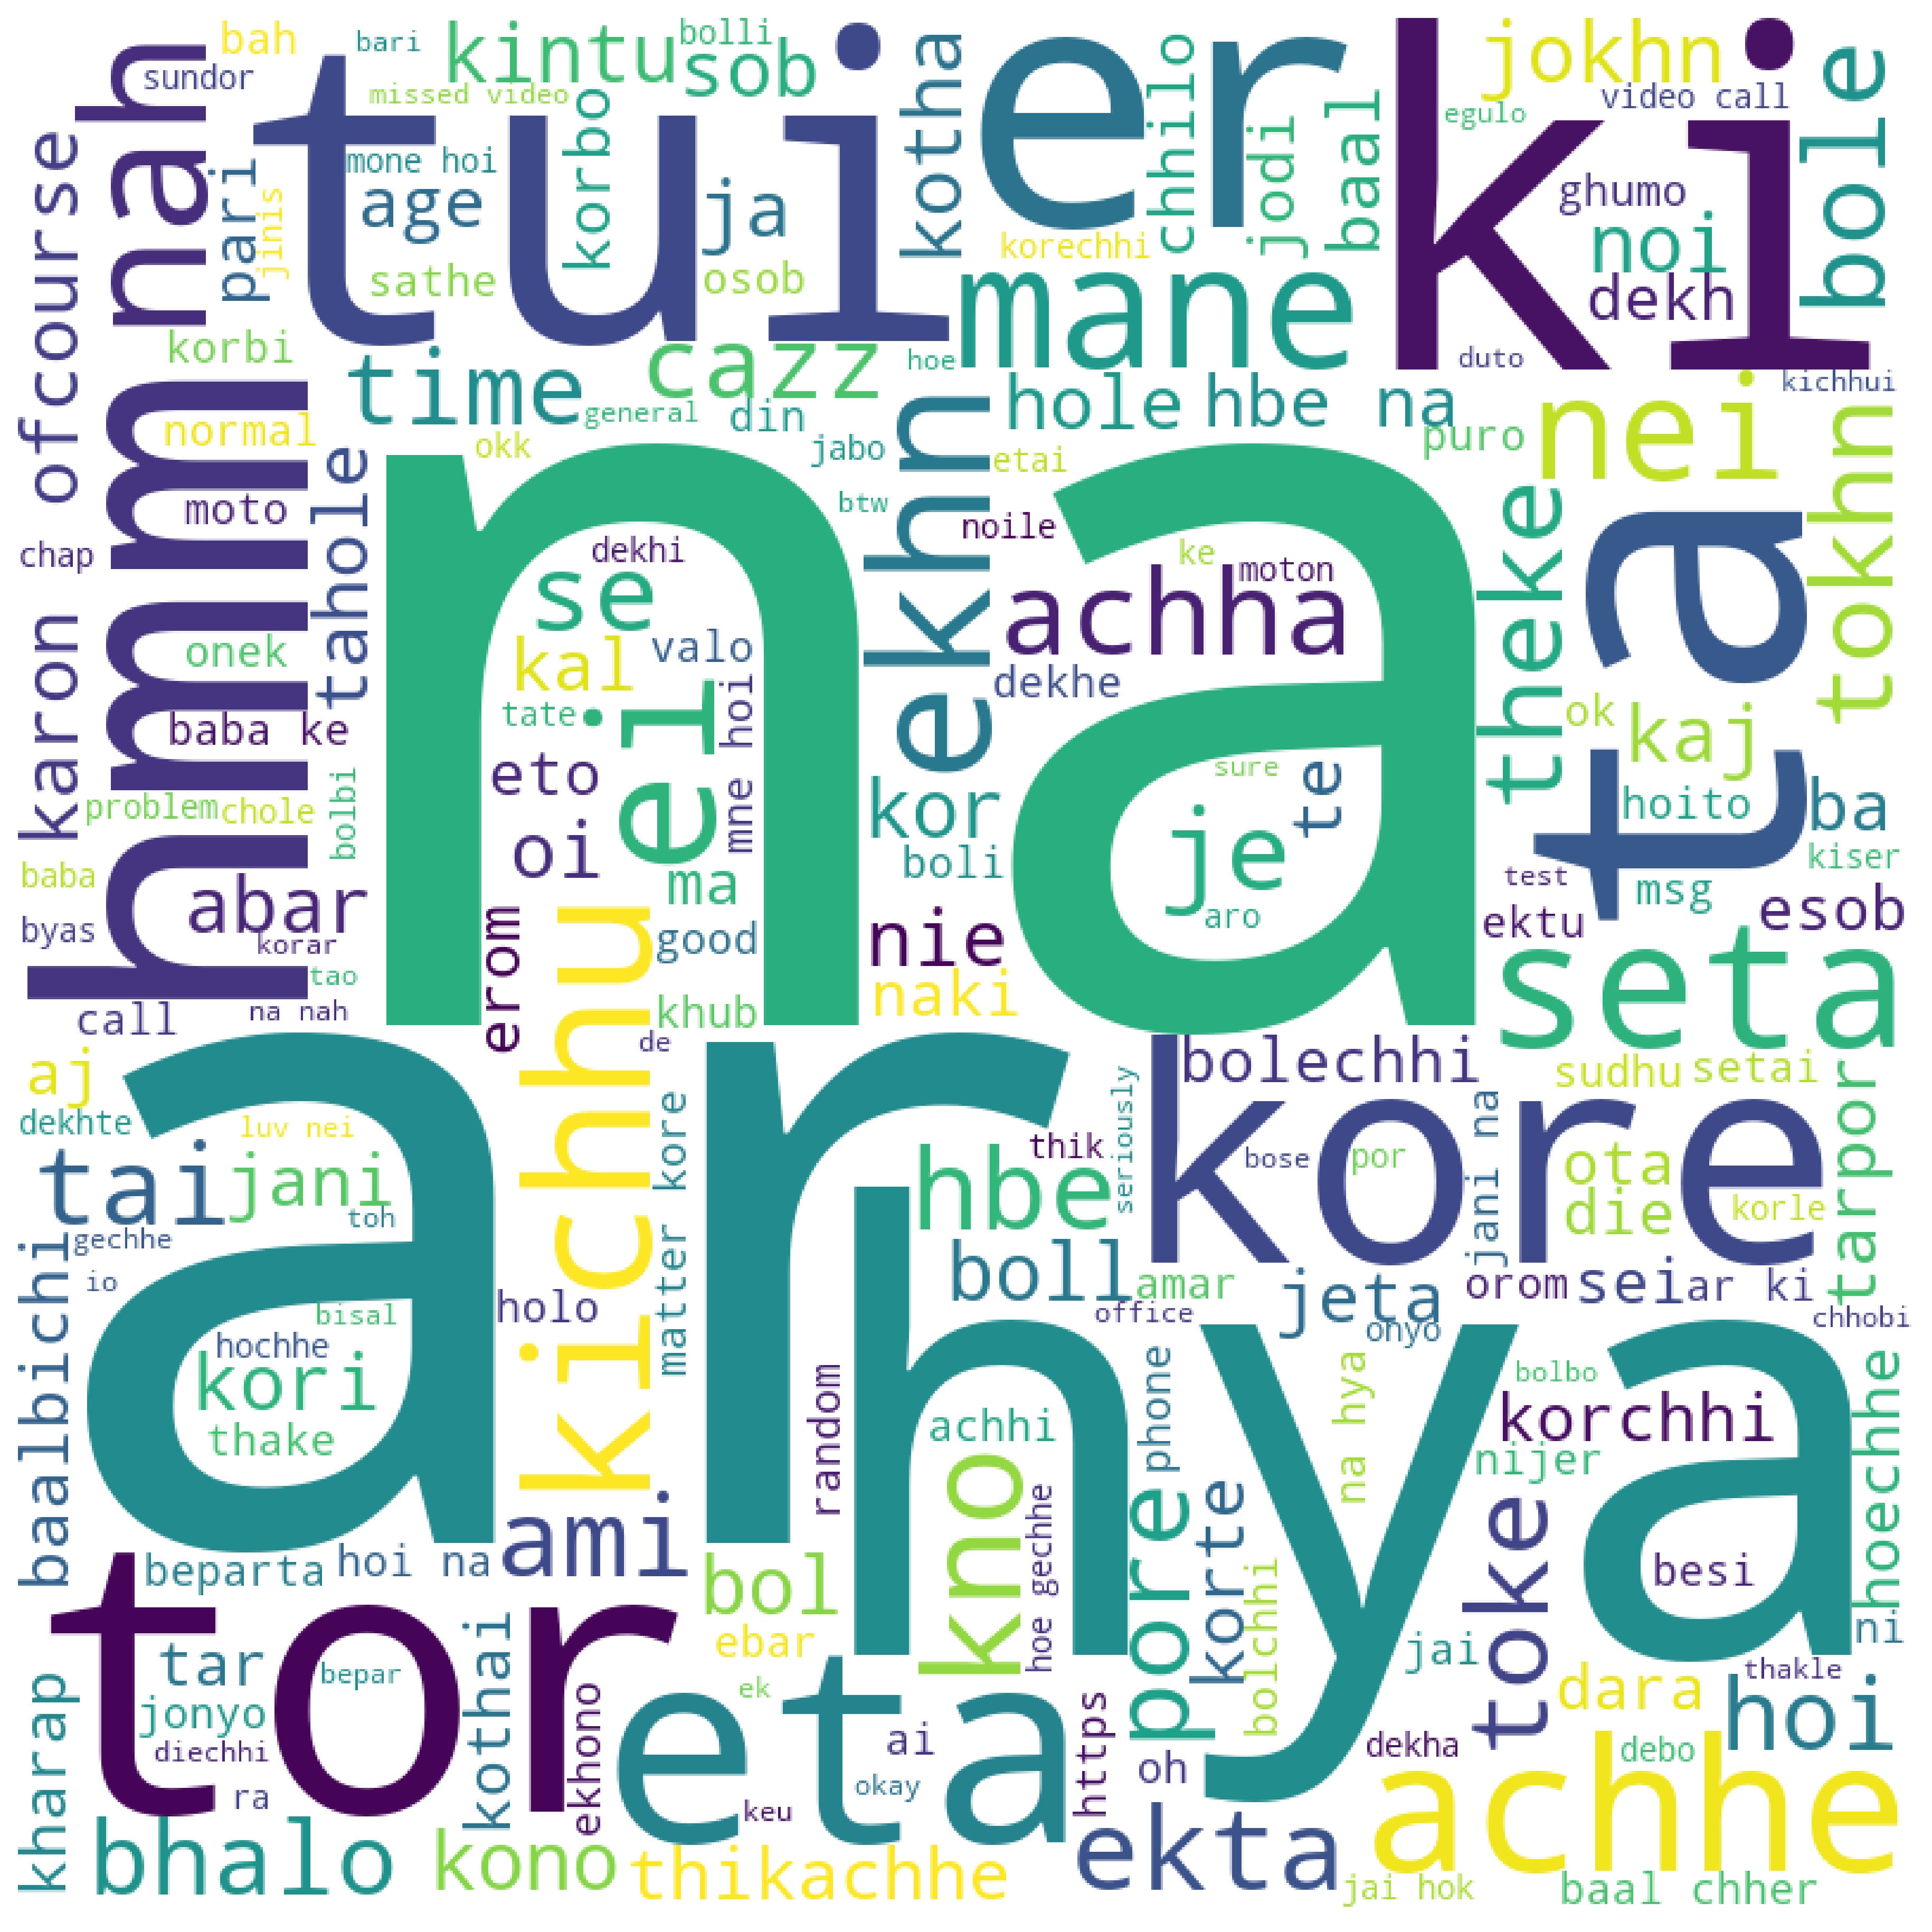 bah
bari
kintu
bolli
sob
tui
er
ki
jokhn
bole
sundor
missed video
korbo
kotha
chhilo
jodi
baal
egulo
video call
nah
ofcourse
pari
jinis
mone hoi
age
ja
sathe
osob
korechhi
mane
ghumo
noi
dekh
korbi
time
cazz
hoe
duto
kichhui
hmmm
normal
general
din
hole
hbe na
nei
tokhn
okk
jabo
etai
puro
moto
tahole
na
btw
ekhn
noile
ke
moton
theke
ta
chap
dekhi
se
achha
karon
onek
kal
valo
dekhe
ok
kaj
baba ke
tate
ei
mne hoi
eto
sure
te
je
problem
chole
bolbi
oi
kor
boli
hoito
ba
baba
abar
ma
aro
test
msg
kiser
byas
korar
erom
good
nie
ektu
esob
tao
naki
seta
call
na nah
khub
de
aj
kichhu
bolechhi
sudhu
setai
tarpor
dekhte
luv nei
ar
matter kore
seriously
thik
kore
bose
por
jani na
ota
tai
jani
toh
hbe
die
korle
gechhe
boll
amar
jeta
orom
sei
ar ki
io
bisal
holo
office
onyo
chhobi
baalbichi
hochhe
kori
random
hya
phone
na hya
bolbo
hoechhe
thake
achhi
korchhi
kno
hoe gechhe
pore
korte
nijer
toke
beparta
hoi na
ami
bol
bolchhi
besi
ni
tor
ebar
jai
kharap
tar
bepar
kothai
ekhono
eta
ek
thakle
dara
hoi
jonyo
ai
https
oh
dekha
debo
diechhi
ra
keu
okay
achhe
bhalo
kono
thikachhe
ekta
jai hok
baal chher